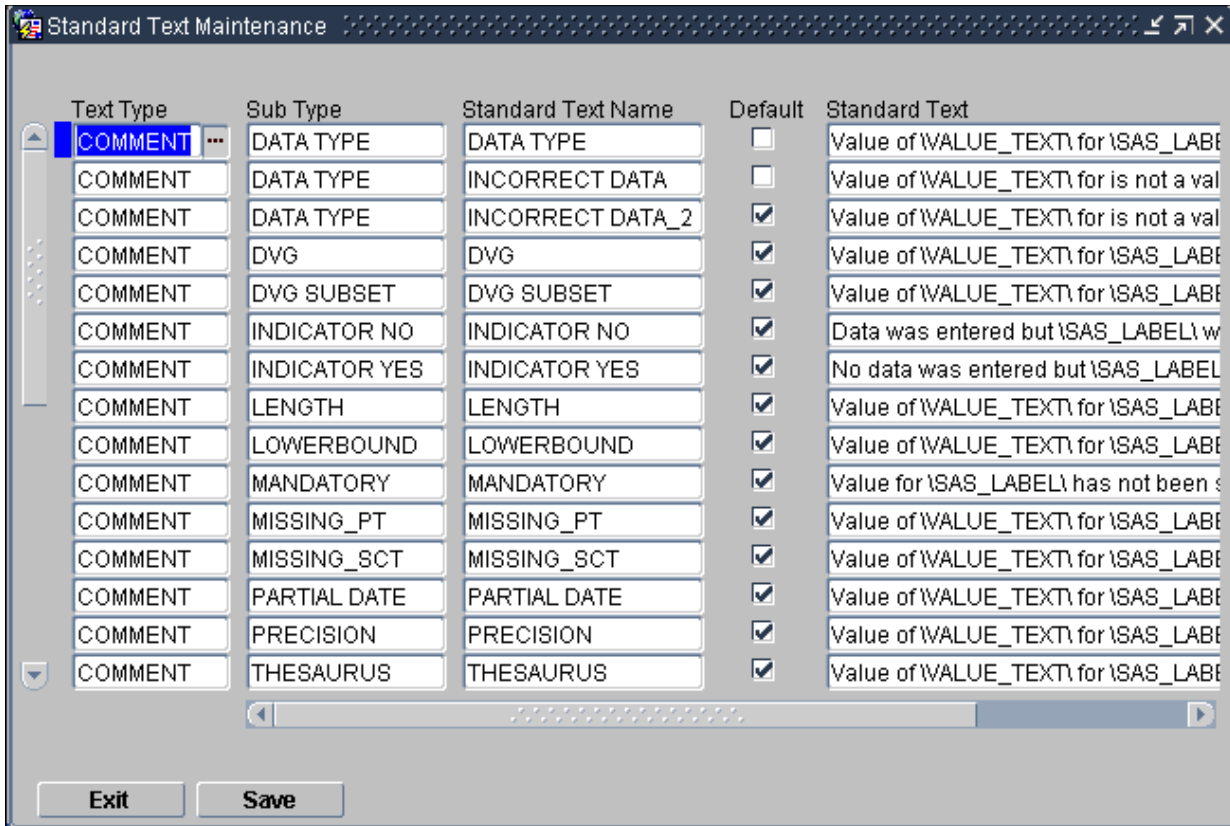 Standard Text Maintenance
Text Type Sub Type Standard Text Name Default Standard Text
COMMENT ... DATA TYPE DATA TYPE Value of \VALUE_TEXT\ for \SAS_LABE
COMMENT DATA TYPE INCORRECT DATA Value of \VALUE_TEXT\ for is not a val
COMMENT DATA TYPE INCORRECT DATA_2 Value of \VALUE_TEXT\ for is not a val
COMMENT DVG DVG Value of \VALUE_TEXT\ for \SAS_LABE
COMMENT DVG SUBSET DVG SUBSET Value of \VALUE_TEXT\ for \SAS_LABE
COMMENT INDICATOR NO INDICATOR NO Data was entered but \SAS_LABEL\ w
COMMENT INDICATOR YES INDICATOR YES No data was entered but \SAS_LABEL
COMMENT LENGTH LENGTH Value of \VALUE_TEXT\ for \SAS_LABE
COMMENT LOWERBOUND LOWERBOUND Value of \VALUE_TEXT\ for \SAS_LABE
COMMENT MANDATORY MANDATORY Value for \SAS_LABEL\ has not been s
COMMENT MISSING_PT MISSING_PT Value of \VALUE_TEXT\ for \SAS_LABE
COMMENT MISSING_SCT MISSING_SCT Value of \VALUE_TEXT\ for \SAS_LABE
COMMENT PARTIAL DATE PARTIAL DATE Value of \VALUE_TEXT\ for \SAS_LABE
COMMENT PRECISION PRECISION Value of \VALUE_TEXT\ for \SAS_LABE
COMMENT THESAURUS THESAURUS Value of \VALUE_TEXT\ for \SAS_LABE
Exit Save